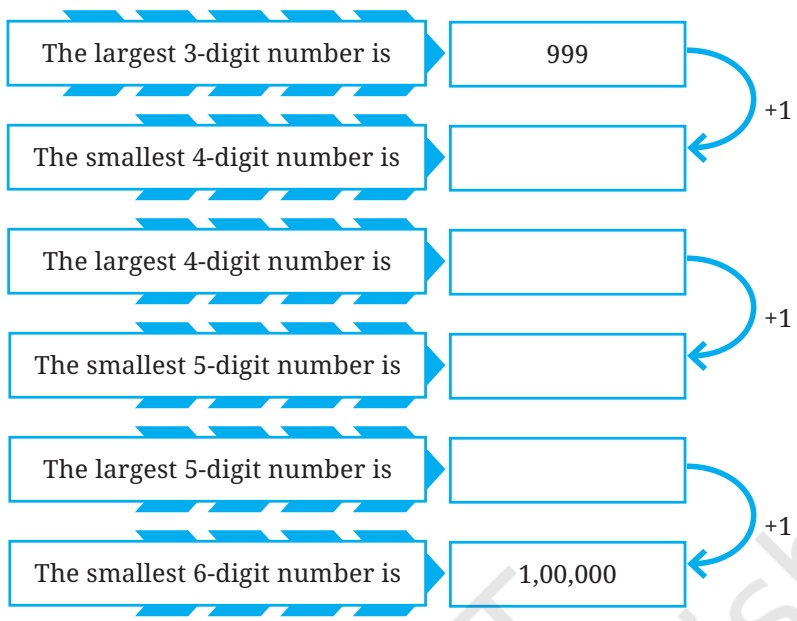 The largest 3-digit number is
999
+1
The smallest 4-digit number is
The largest 4-digit number is
+1
The smallest 5-digit number is
The largest 5-digit number is
+1
The smallest 6-digit number is
1,00,000